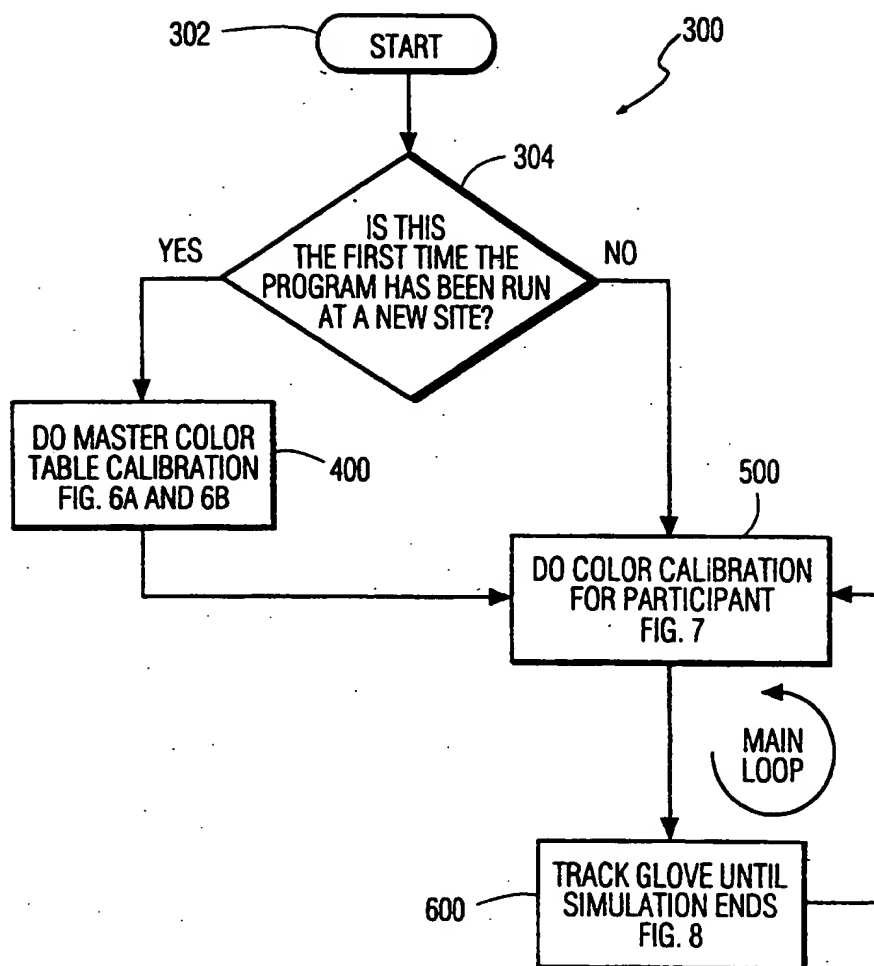 302
START
300
304
IS THIS
THE FIRST TIME THE
PROGRAM HAS BEEN RUN
AT A NEW SITE?
YES
NO
DO MASTER COLOR
TABLE CALIBRATION
FIG. 6A AND 6B
400
500
DO COLOR CALIBRATION
FOR PARTICIPANT
FIG. 7
MAIN
LOOP
600
TRACK GLOVE UNTIL
SIMULATION ENDS
FIG. 8